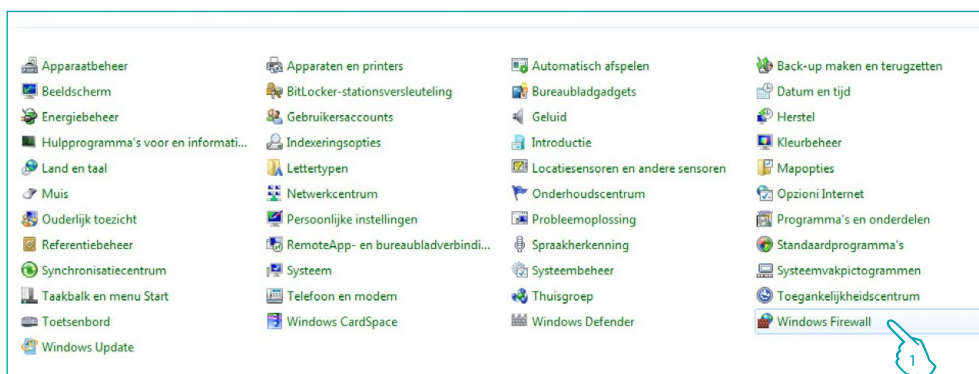 Apparaatbeheer Apparaten en printers Automatisch afspelen Back-up maken en terugzetten
Beeldscherm BitLocker-stationsversleuteling Bureaubladgadgets Datum en tijd
Energiebeheer Gebruikersaccounts Geluid Herstel
Hulpprogramma's voor en informati... Indexeringsopties Introductie Kleurbeheer
Land en taal Lettertypen Locatiesensoren en andere sensoren Mapopties
Muis Netwerkcentrum Onderhoudscentrum Opzioni Internet
Ouderlijk toezicht Persoonlijke instellingen Probleemoplossing Programma's en onderdelen
Referentiebeheer RemoteApp- en bureaubladverbindi... Spraakherkenning Standaardprogramma's
Synchronisatiecentrum Systeem Systeembeheer Systeemvakpictogrammen
Taakbalk en menu Start Telefoon en modem Thuisgroep Toegankelijkheidscentrum
Toetsenbord Windows CardSpace Windows Defender Windows Firewall
Windows Update
1